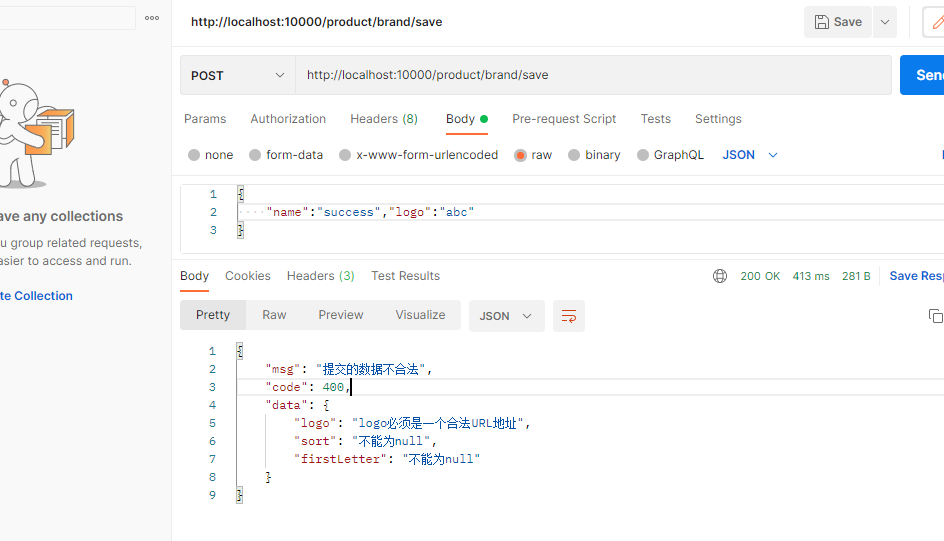 http://localhost:10000/product/brand/save
Save
POST
http://localhost:10000/product/brand/save
Sen
Params Authorization Headers (8) Body Pre-request Script Tests Settings
none form-data x-www-form-urlencoded raw binary GraphQL JSON
1 {
2 "name":"success","logo":"abc"
3 }
ave any collections
u group related requests,
asier to access and run.
te Collection
Body Cookies Headers (3) Test Results
200 OK 413 ms 281 B Save Resp
Pretty Raw Preview Visualize JSON
1 {
2 "msg": "提交的数据不合法",
3 "code": 400,
4 "data": {
5 "logo": "logo必须是一个合法URL地址",
6 "sort": "不能为null",
7 "firstLetter": "不能为null"
8 }
9 }